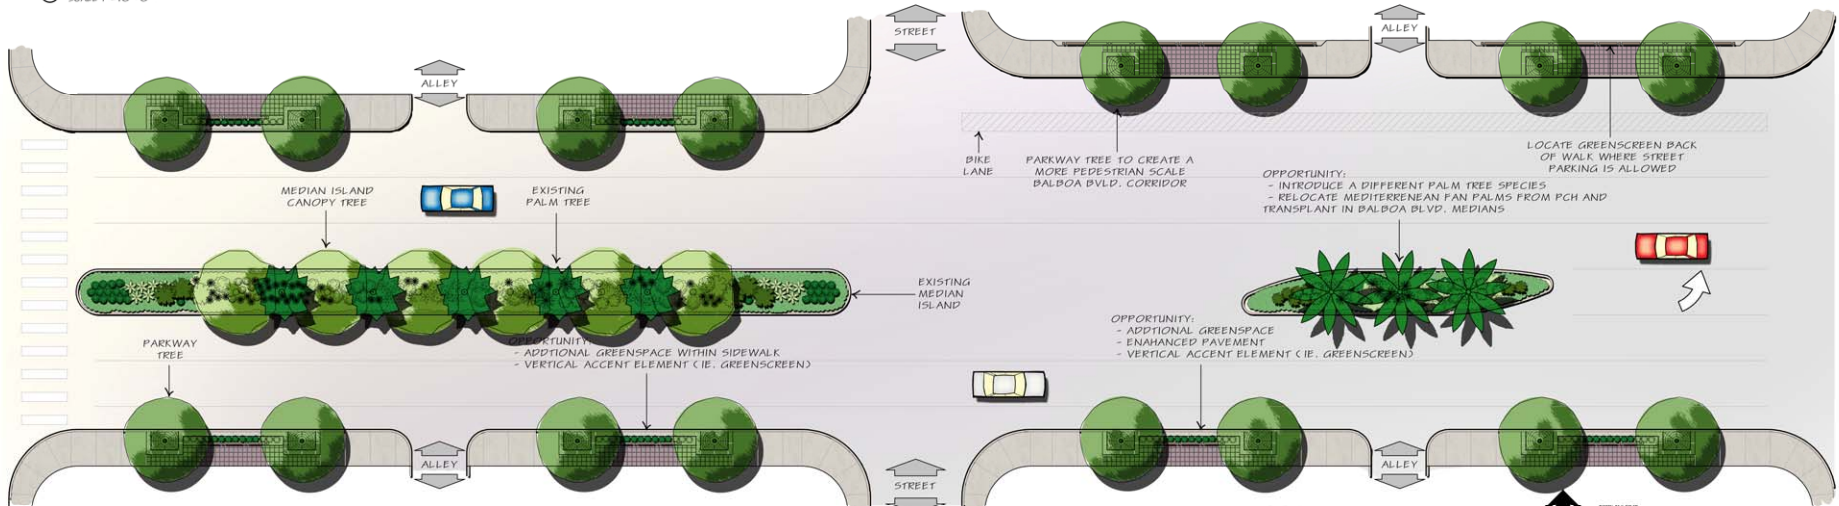 STREET
ALLEY
ALLEY
BIKE
LANE
PARKWAY TREE TO CREATE A
MORE PEDESTRIAN SCALE
BALBOA BVLD. CORRIDOR
LOCATE GREENSCREEN BACK
OF WALK WHERE STREET
PARKING IS ALLOWED
MEDIAN ISLAND
CANOPY TREE
EXISTING
PALM TREE
OPPORTUNITY:
- INTRODUCE A DIFFERENT PALM TREE SPECIES
- RELOCATE MEDITERRENEAN FAN PALMS FROM PCH AND
TRANSPLANT IN BALBOA BLVD. MEDIANS
EXISTING
MEDIAN
ISLAND
PARKWAY
TREE
OPPORTUNITY:
- ADDTIONAL GREENSPACE WITHIN SIDEWALK
- VERTICAL ACCENT ELEMENT (IE. GREENSCREEN)
OPPORTUNITY:
- ADDTIONAL GREENSPACE
- ENAHANCED PAVEMENT
- VERTICAL ACCENT ELEMENT (IE. GREENSCREEN)
ALLEY
STREET
ALLEY